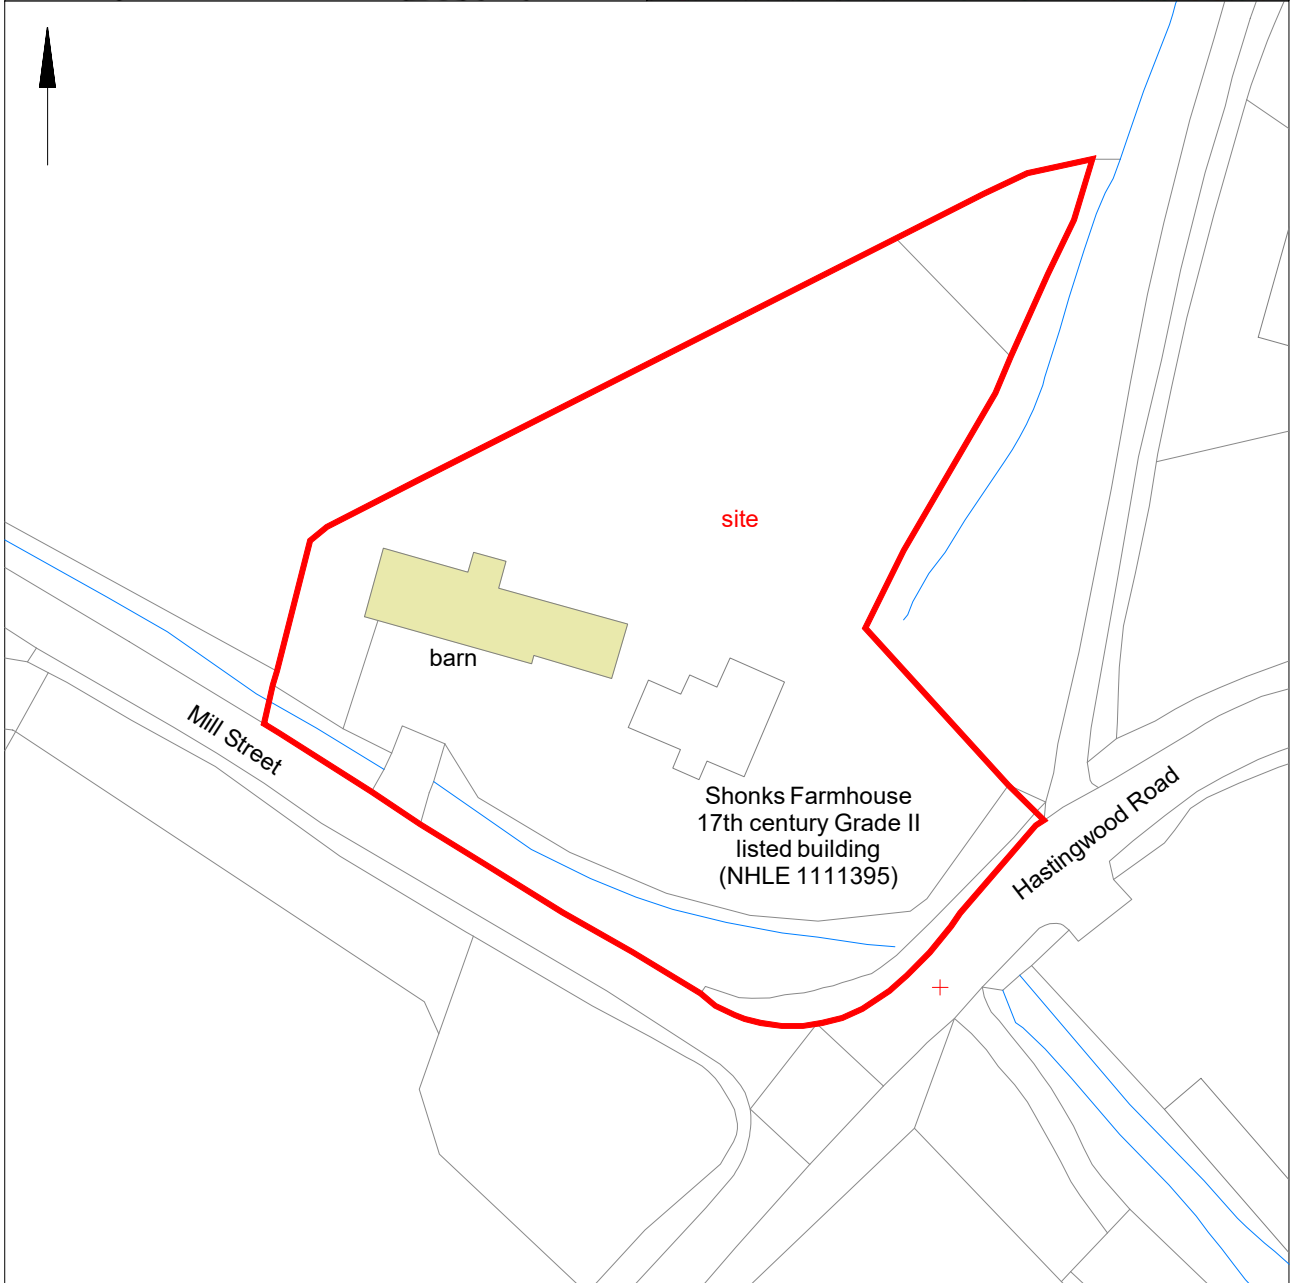 site
barn
Mill Street
Shonks Farmhouse
17th century Grade II
listed building
(NHLE 1111395)
Hastingwood Road